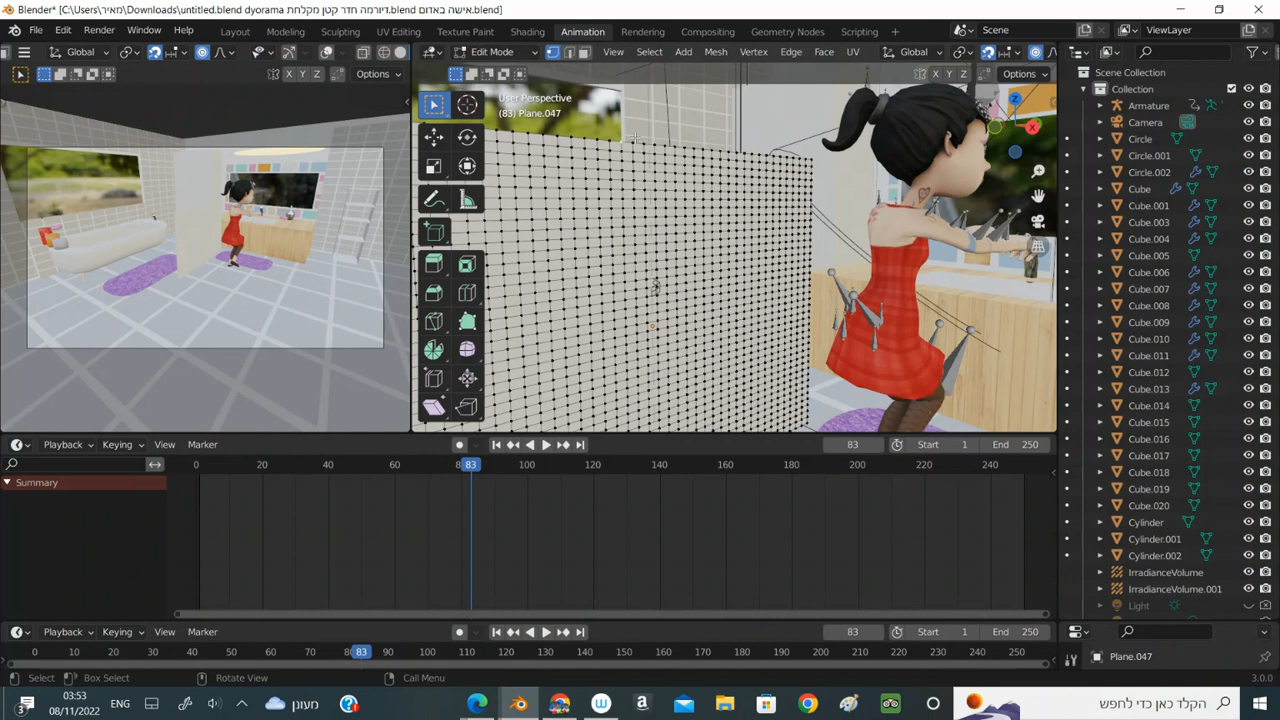 Blender* [C:\Users\מאיר\Downloads\untitled.blend dyorama דיורמה חדר קטן מקלחת.blend אישה באדום.blend]
File Edit Render Window Help Layout Modeling Sculpting UV Editing Texture Paint Shading Animation Rendering Compositing Geometry Nodes Scripting + Scene ViewLayer
Global Edit Mode View Select Add Mesh Vertex Edge Face UV Global
X Y Z Options X Y Z Options
Scene Collection
Collection
Armature
Camera
Circle
Circle.001
Circle.002
Cube
Cube.001
Cube.003
Cube.004
Cube.005
Cube.006
Cube.007
Cube.008
Cube.009
Cube.010
Cube.011
Cube.012
Cube.013
Cube.014
Cube.015
Cube.016
Cube.017
Cube.018
Cube.019
Cube.020
Cylinder
Cylinder.001
Cylinder.002
IrradianceVolume
IrradianceVolume.001
Light
User Perspective
(83) Plane.047
Z
X
Playback Keying View Marker 83 Start 1 End 250
0 20 40 60 83 100 120 140 160 180 200 220 240
Summary
Playback Keying View Marker 83 Start 1 End 250
0 10 20 30 40 50 60 70 83 90 100 110 120 130 140 150 160 170 180 190 200 210 220 230 240 250
Plane.047
Select Box Select Rotate View Call Menu 3.0.0
03:53
08/11/2022
3
ENG
מעונן
הקלד כדי לחפש